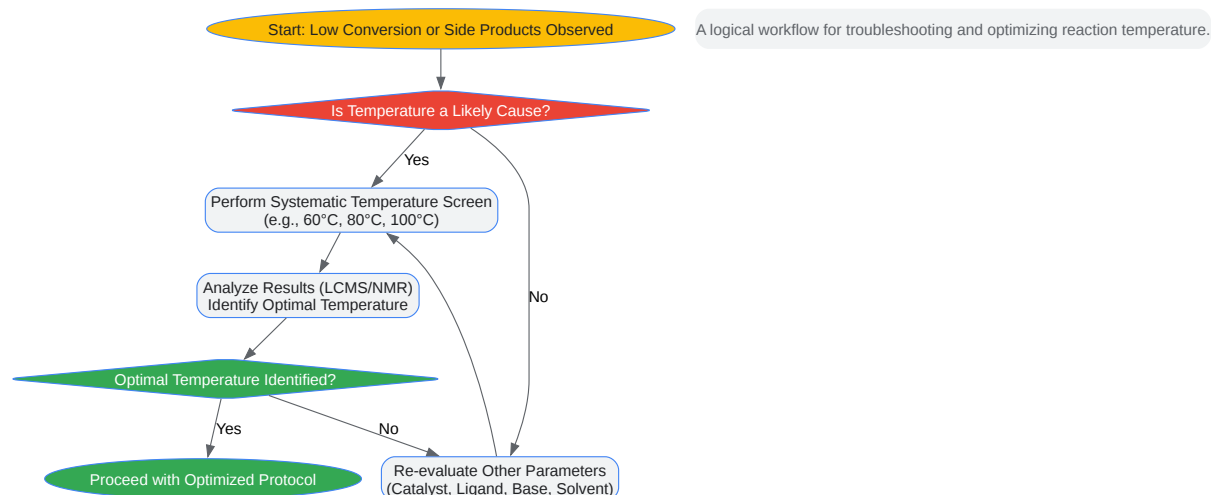 Start: Low Conversion or Side Products Observed
A logical workflow for troubleshooting and optimizing reaction temperature.
Is Temperature a Likely Cause?
Yes
Perform Systematic Temperature Screen
(e.g., 60°C, 80°C, 100°C)
Analyze Results (LCMS/NMR)
Identify Optimal Temperature
No
Optimal Temperature Identified?
Yes
No
Proceed with Optimized Protocol
Re-evaluate Other Parameters
(Catalyst, Ligand, Base, Solvent)